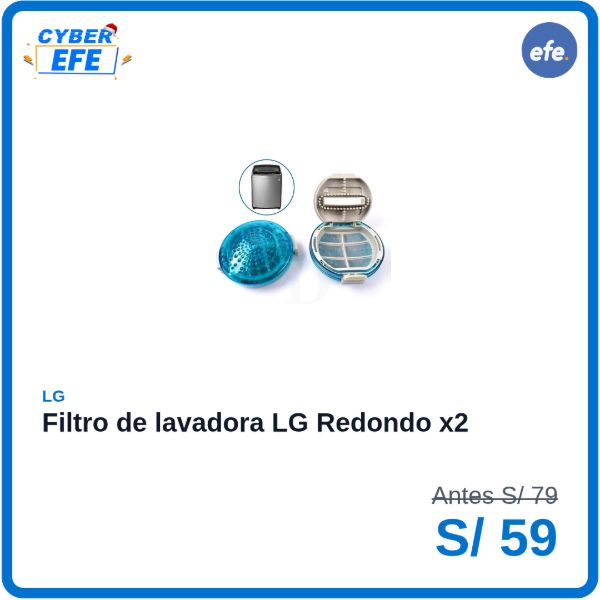 CYBER
EFE
efe.
LG
Filtro de lavadora LG Redondo x2
Antes S/ 79
S/ 59